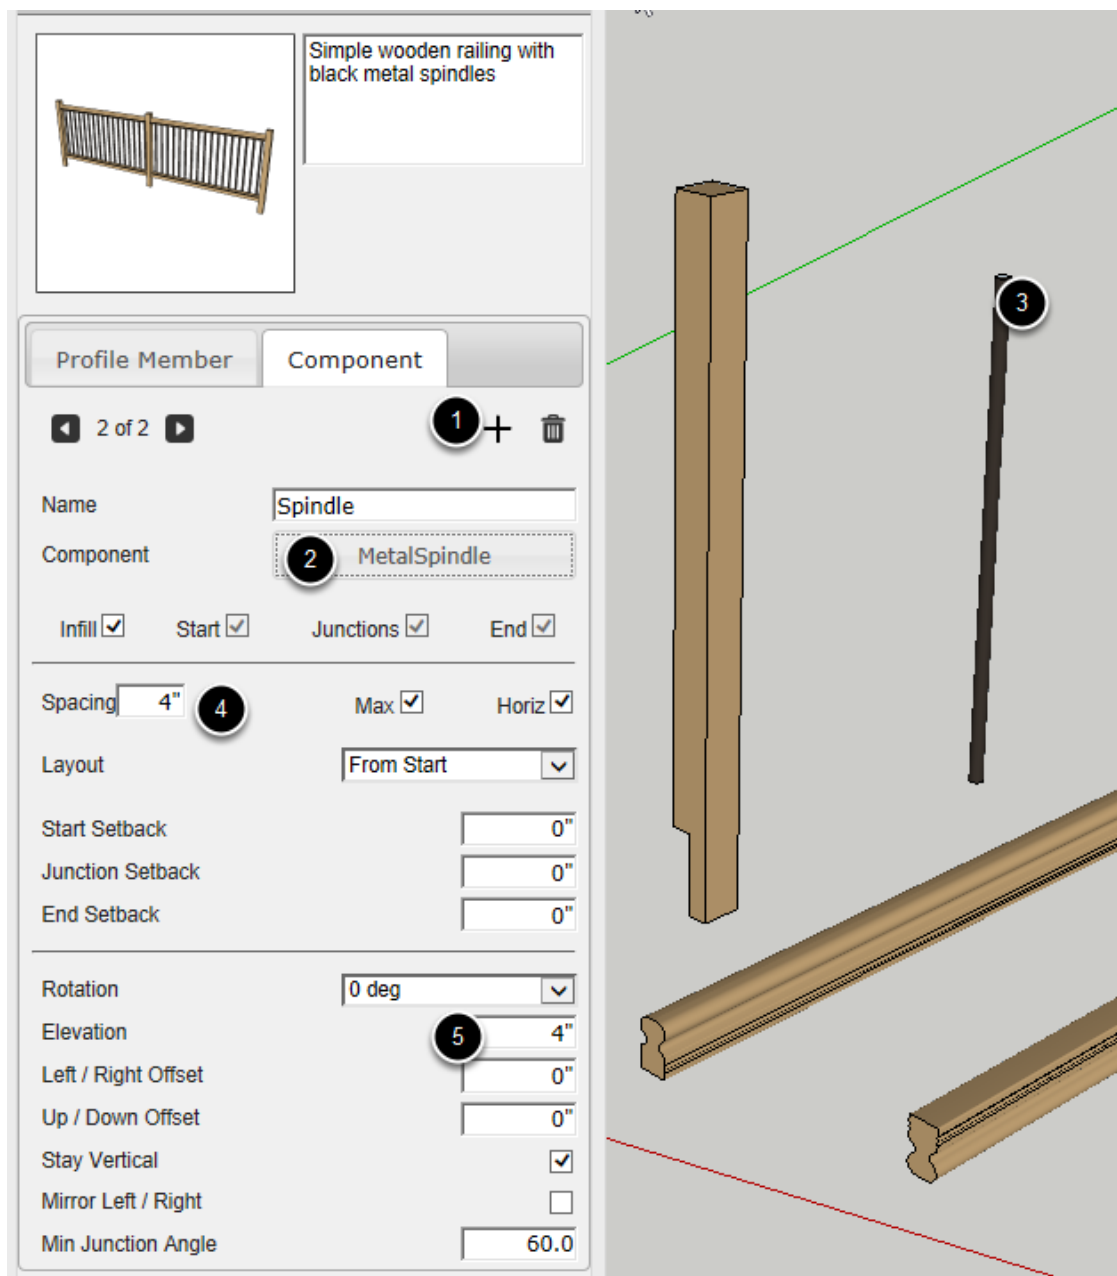 Simple wooden railing with
black metal spindles
Profile Member Component
2 of 2 1
Name Spindle
Component 2 MetalSpindle
Infill Start Junctions End
Spacing 4" 4 Max Horiz
Layout From Start
Start Setback 0"
Junction Setback 0"
End Setback 0"
Rotation 0 deg
Elevation 5 4"
Left / Right Offset 0"
Up / Down Offset 0"
Stay Vertical
Mirror Left / Right
Min Junction Angle 60.0
3